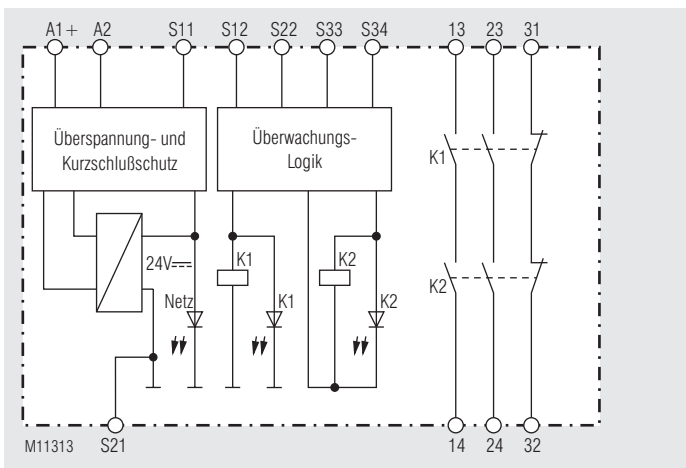 A1+ A2 S11 S12 S22 S33 S34 13 23 31
Überspannung- und
Kurzschlußschutz
Überwachungs-
Logik
K1
24V
K1
K2
K2
Netz
K1
K2
M11313 S21 14 24 32